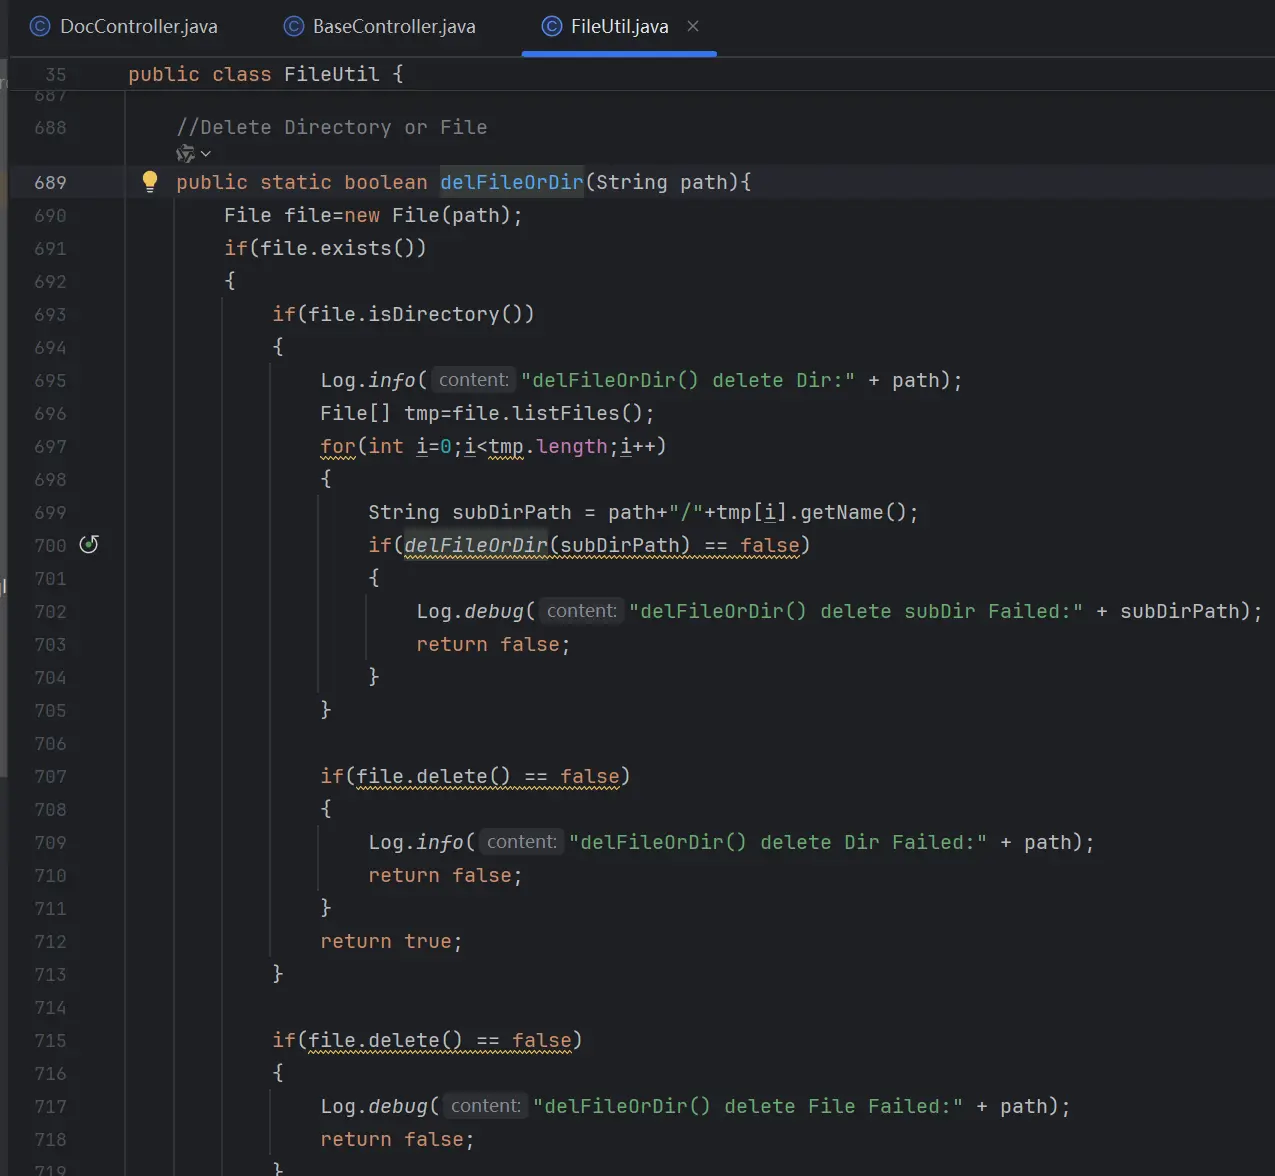 DocController.java BaseController.java FileUtil.java
35 public class FileUtil {
687
688 //Delete Directory or File
689 public static boolean delFileOrDir(String path){
690 File file=new File(path);
691 if(file.exists())
692 {
693 if(file.isDirectory())
694 {
695 Log.info( content: "delFileOrDir() delete Dir:" + path);
696 File[] tmp=file.listFiles();
697 for(int i=0;i<tmp.length;i++)
698 {
699 String subDirPath = path+"/"+tmp[i].getName();
700 if(delFileOrDir(subDirPath) == false)
701 {
702 Log.debug( content: "delFileOrDir() delete subDir Failed:" + subDirPath);
703 return false;
704 }
705 }
706
707 if(file.delete() == false)
708 {
709 Log.info( content: "delFileOrDir() delete Dir Failed:" + path);
710 return false;
711 }
712 return true;
713 }
714
715 if(file.delete() == false)
716 {
717 Log.debug( content: "delFileOrDir() delete File Failed:" + path);
718 return false;
719 }